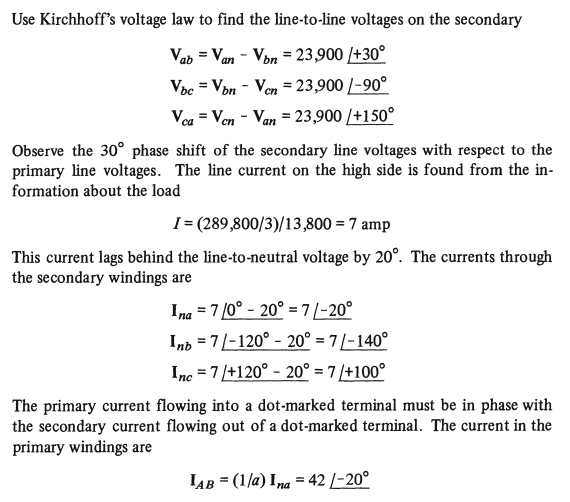 Use Kirchhoff's voltage law to find the line-to-line voltages on the secondary
Vab = Van - Vbn = 23,900 /+30°
Vbc = Vbn - Vcn = 23,900 /-90°
Vca = Vcn - Van = 23,900 /+150°
Observe the 30° phase shift of the secondary line voltages with respect to the
primary line voltages. The line current on the high side is found from the in-
formation about the load
I = (289,800/3)/13,800 = 7 amp
This current lags behind the line-to-neutral voltage by 20°. The currents through
the secondary windings are
Ina = 7 /0° - 20° = 7 /-20°
Inb = 7 /-120° - 20° = 7 /-140°
Inc = 7 /+120° - 20° = 7 /+100°
The primary current flowing into a dot-marked terminal must be in phase with
the secondary current flowing out of a dot-marked terminal. The current in the
primary windings are
IAB = (1/a) Ina = 42 /-20°